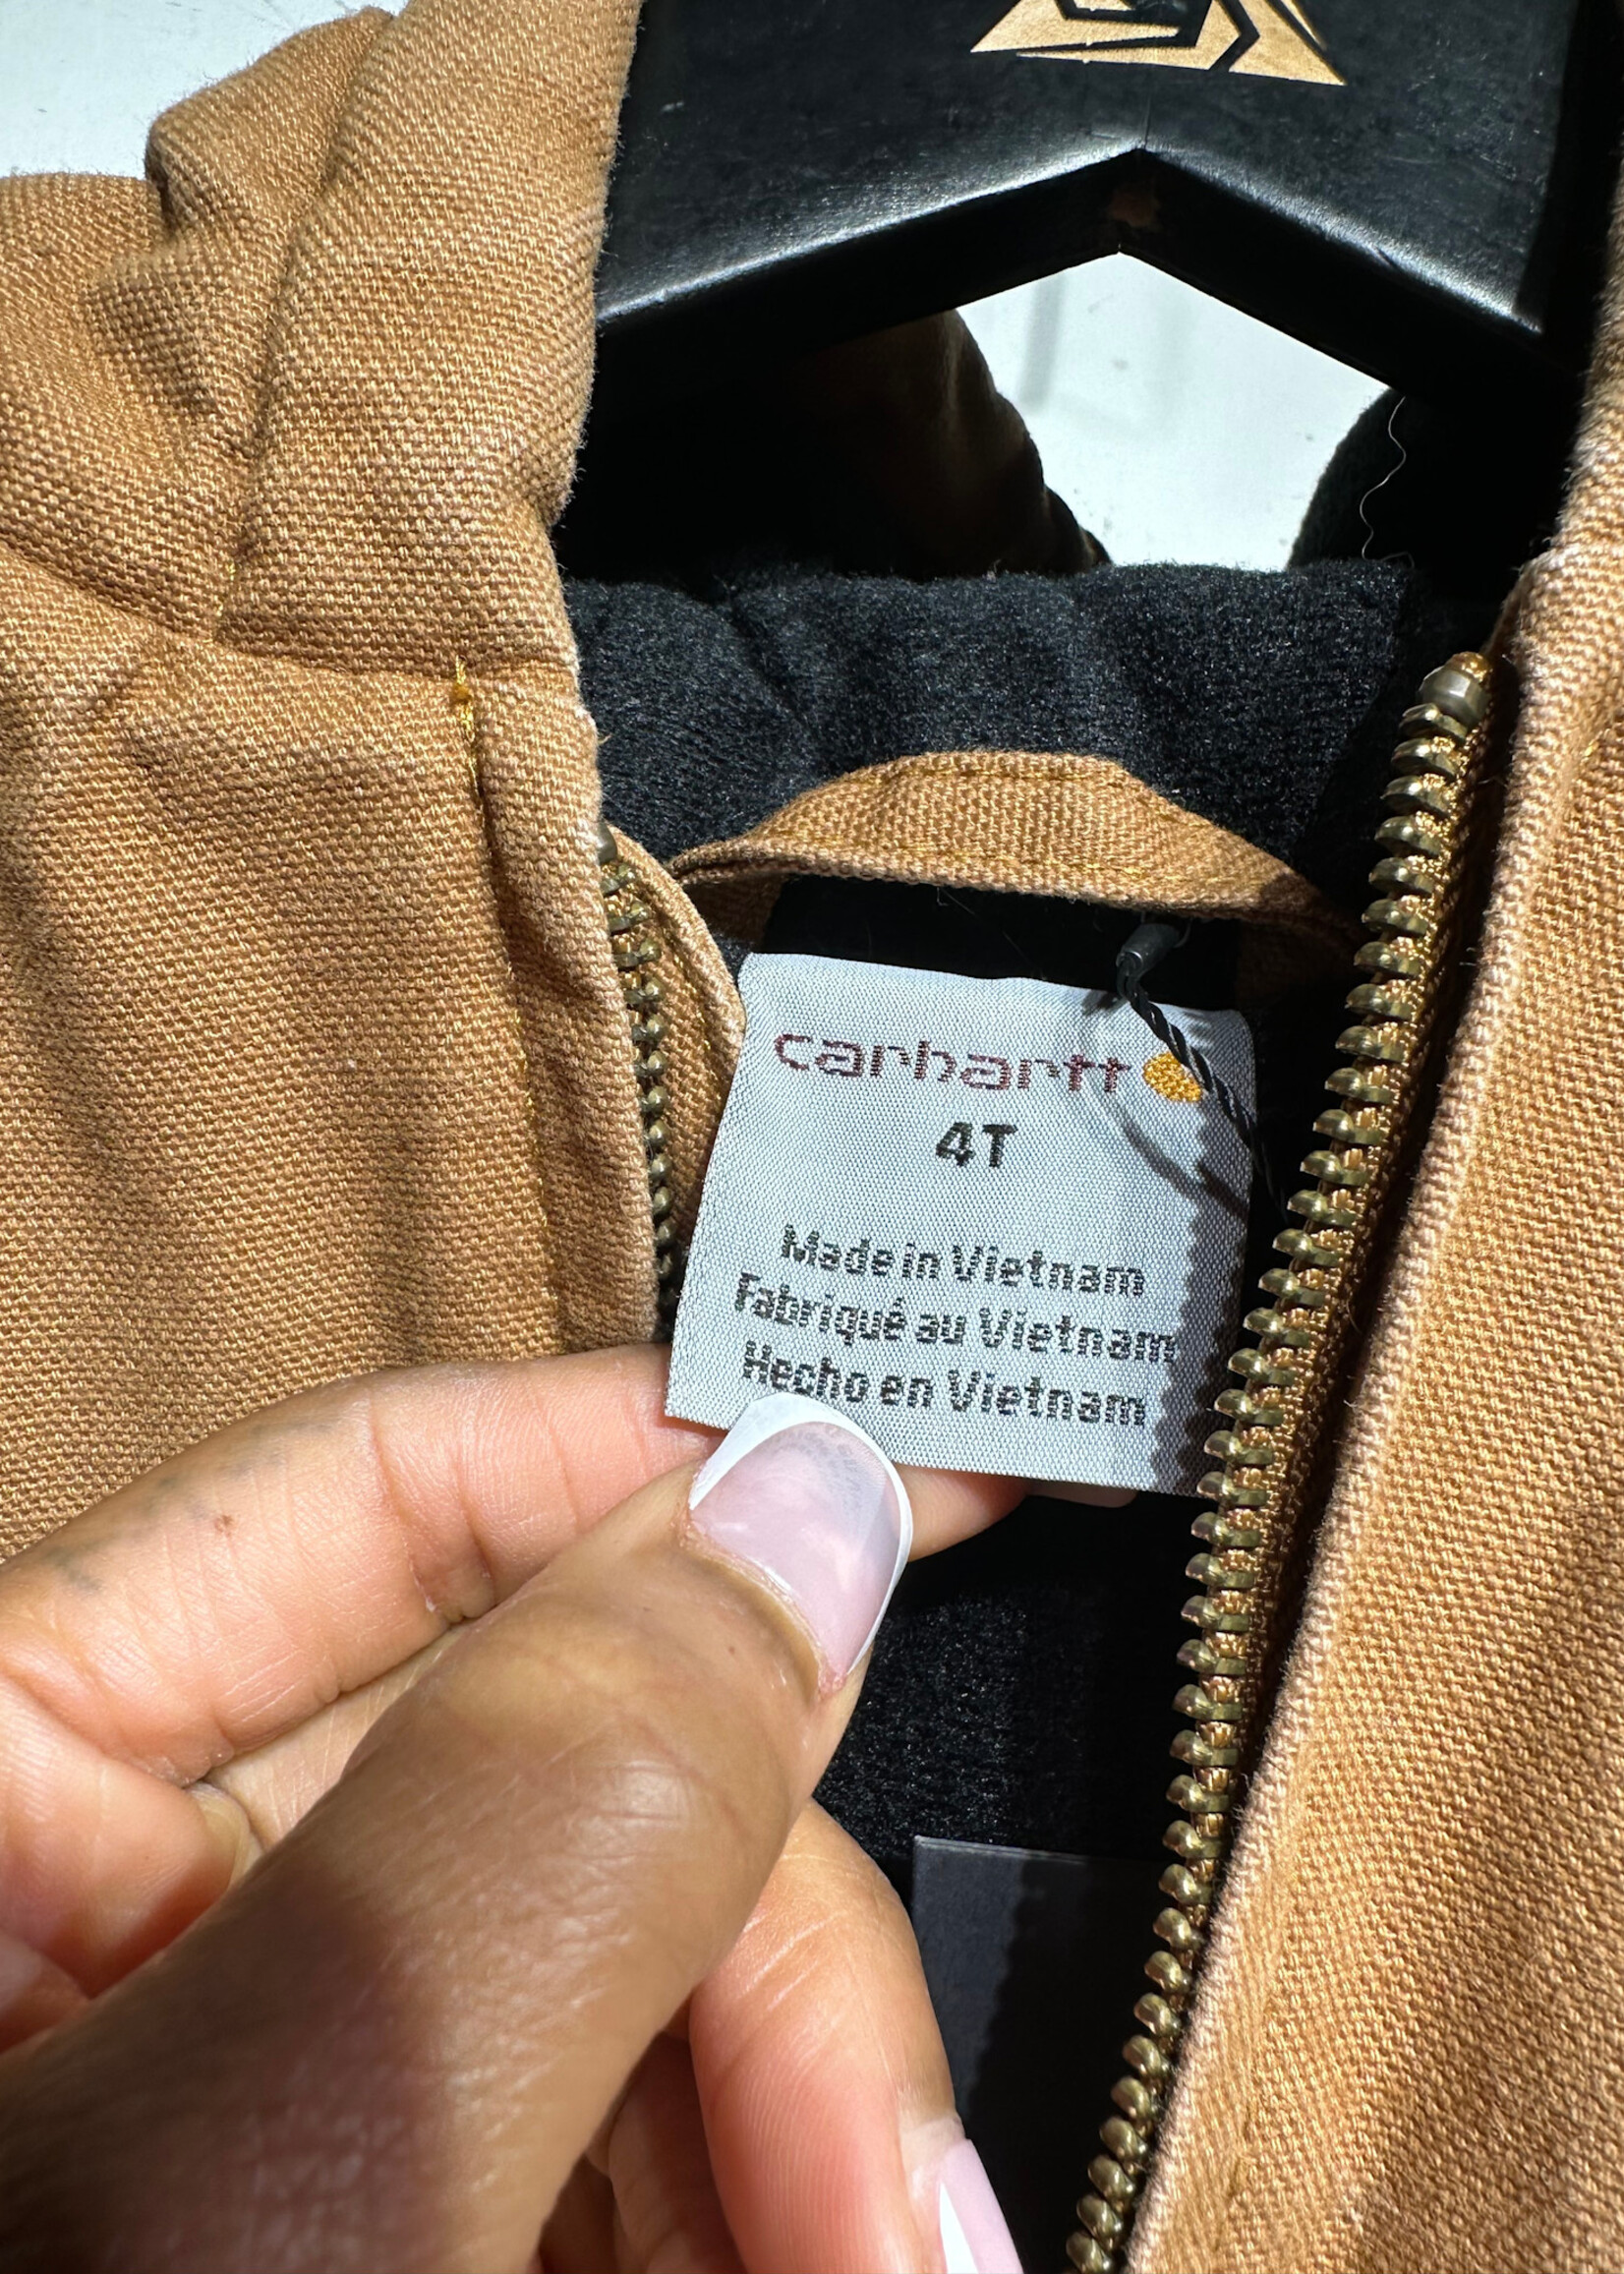 carhartt
4T
Made in Vietnam
Fabriqué au Vietnam
Hecho en Vietnam